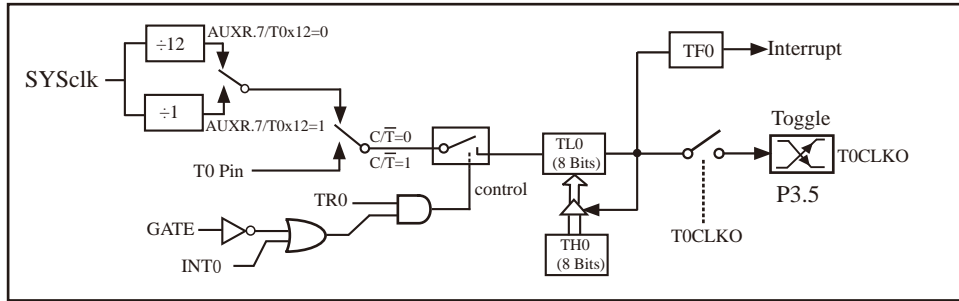 AUXR.7/T0x12=0
÷12
SYSclk
÷1
AUXR.7/T0x12=1
T0 Pin
C/T̅=0
C/T̅=1
control
TR0
GATE
INT0
TL0
(8 Bits)
TH0
(8 Bits)
TF0
Interrupt
Toggle
T0CLKO
P3.5
T0CLKO